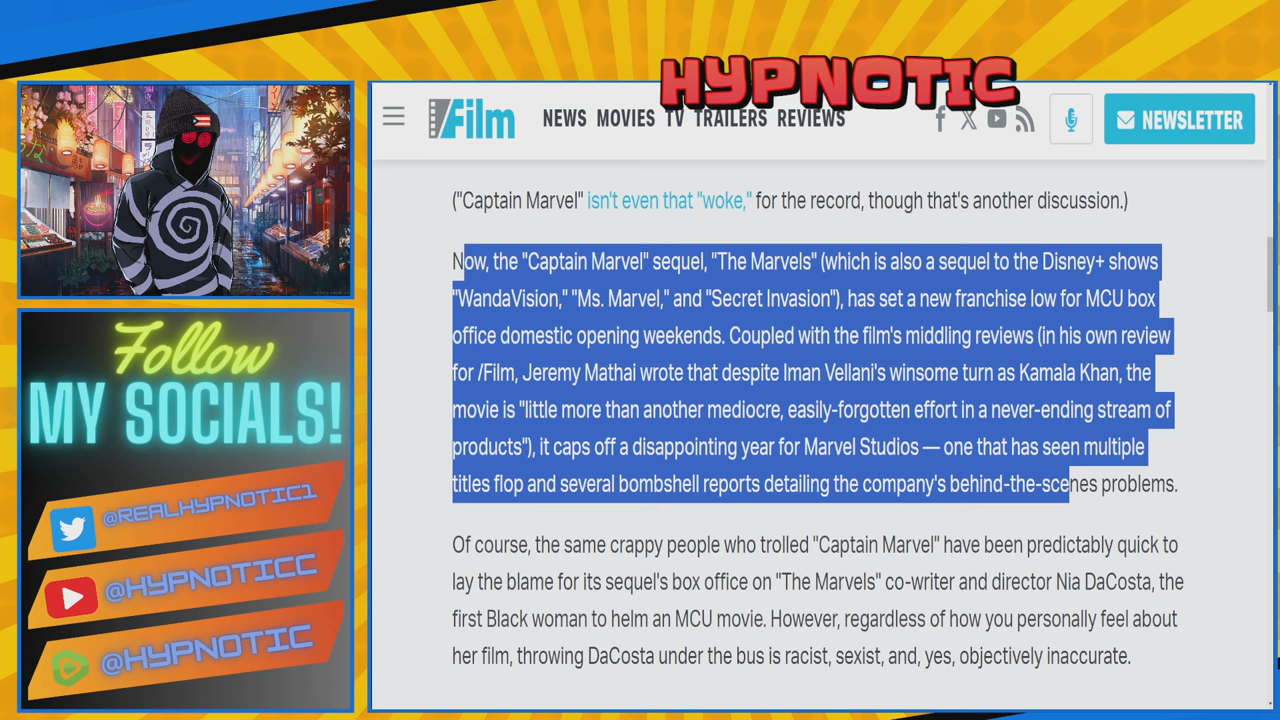 HYPNOTIC
/Film
NEWS MOVIES TV TRAILERS REVIEWS
NEWSLETTER
("Captain Marvel" isn't even that "woke," for the record, though that's another discussion.)
Now, the "Captain Marvel" sequel, "The Marvels" (which is also a sequel to the Disney+ shows
"WandaVision," "Ms. Marvel," and "Secret Invasion"), has set a new franchise low for MCU box
office domestic opening weekends. Coupled with the film's middling reviews (in his own review
for /Film, Jeremy Mathai wrote that despite Iman Vellani's winsome turn as Kamala Khan, the
movie is "little more than another mediocre, easily-forgotten effort in a never-ending stream of
products"), it caps off a disappointing year for Marvel Studios — one that has seen multiple
titles flop and several bombshell reports detailing the company's behind-the-scenes problems.
Of course, the same crappy people who trolled "Captain Marvel" have been predictably quick to
lay the blame for its sequel's box office on "The Marvels" co-writer and director Nia DaCosta, the
first Black woman to helm an MCU movie. However, regardless of how you personally feel about
her film, throwing DaCosta under the bus is racist, sexist, and, yes, objectively inaccurate.
Follow
MY SOCIALS!
@REALHYPNOTIC1
@HYPNOTICC
@HYPNOTIC